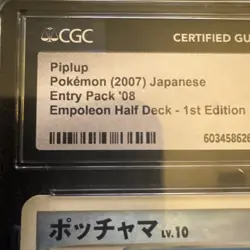 CGC
CERTIFIED GU
Piplup
Pokémon (2007) Japanese
Entry Pack '08
Empoleon Half Deck - 1st Edition
603458626
ポッチャマ LV.10